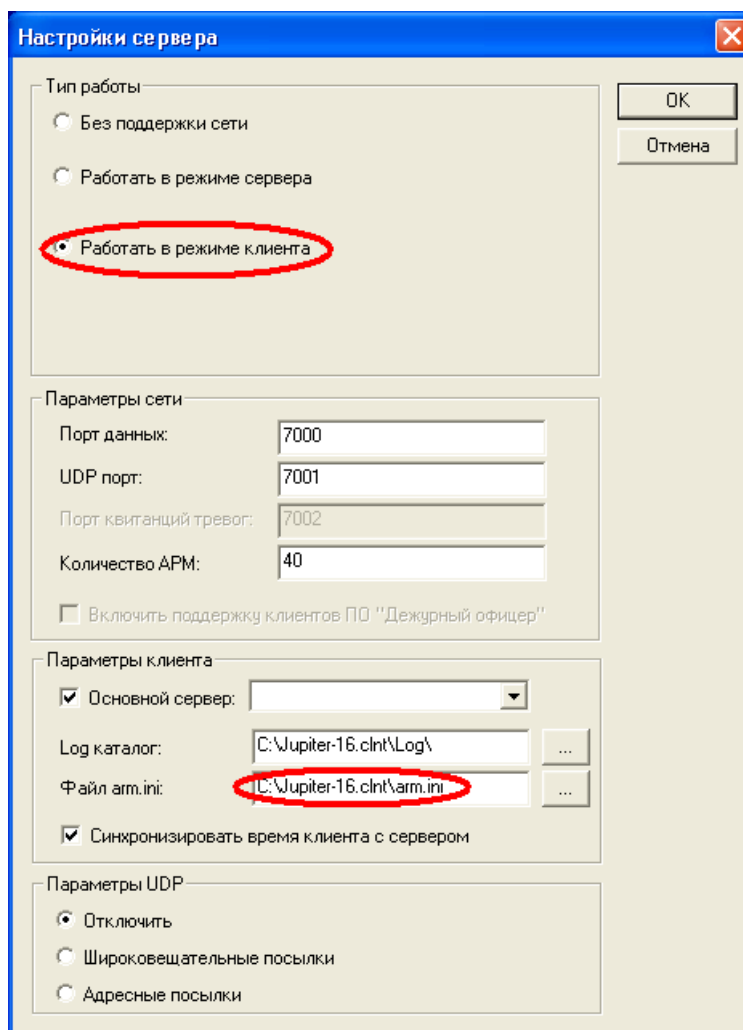 Настройки сервера
Тип работы
OK
Без поддержки сети
Отмена
Работать в режиме сервера
Работать в режиме клиента
Параметры сети
Порт данных: 7000
UDP порт: 7001
Порт квитанций тревог: 7002
Количество АРМ: 40
Включить поддержку клиентов ПО "Дежурный офицер"
Параметры клиента
Основной сервер:
Log каталог: C:\Jupiter-16.clnt\Log\ ...
Файл arm.ini: C:\Jupiter-16.clnt\arm.ini ...
Синхронизировать время клиента с сервером
Параметры UDP
Отключить
Широковещательные посылки
Адресные посылки